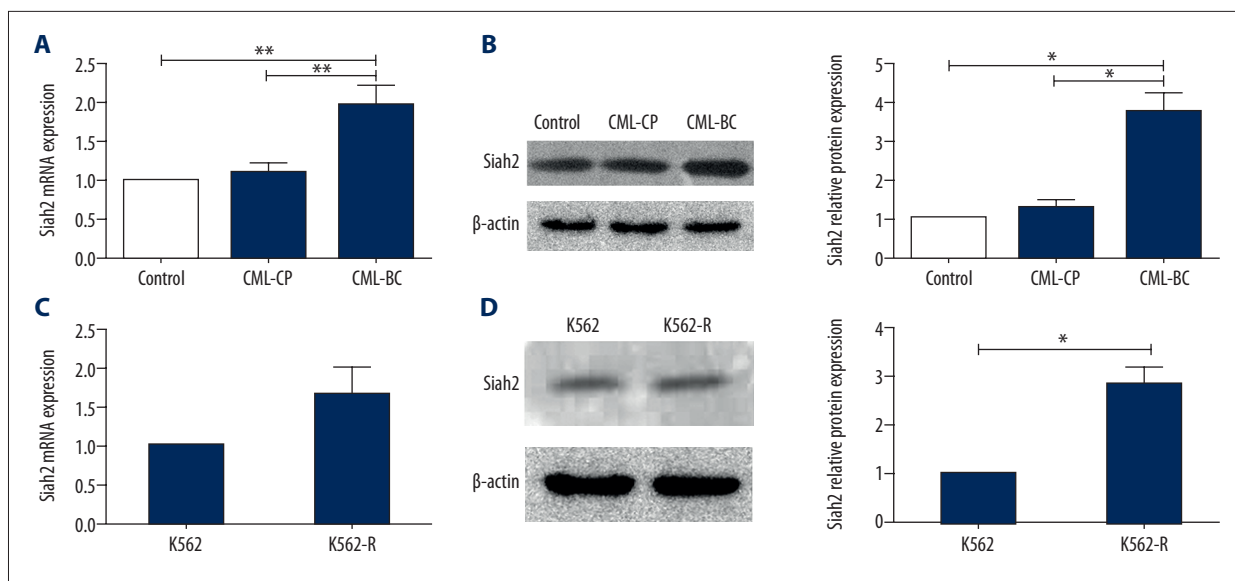 A
Siah2 mRNA expression
2.5
2.0
1.5
1.0
0.5
0.0
**
**
Control CML-CP CML-BC
B
Control CML-CP CML-BC
Siah2
β-actin
Siah2 relative protein expression
5
4
3
2
1
0
*
*
Control CML-CP CML-BC
C
Siah2 mRNA expression
2.5
2.0
1.5
1.0
0.5
0.0
K562 K562-R
D
K562 K562-R
Siah2
β-actin
Siah2 relative protein expression
4
3
2
1
0
*
K562 K562-R